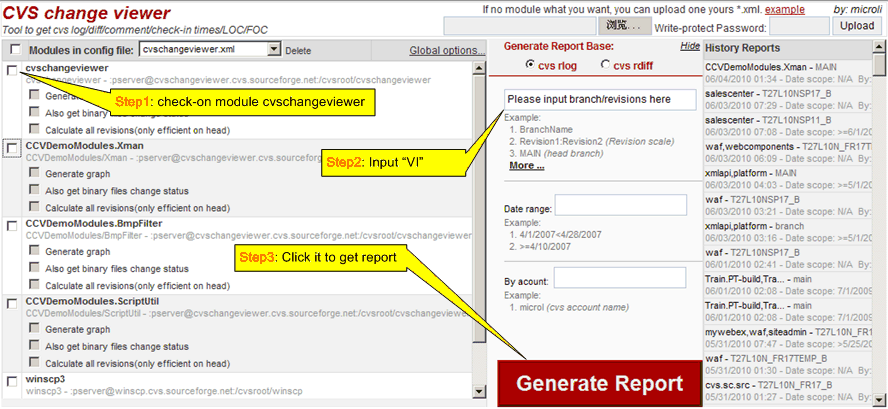 CVS change viewer
Tool to get cvs log/diff/comment/check-in times/LOC/FOC
If no module what you want, you can upload one yours *.xml. example
by: microli
浏览...
Write-protect Password:
Upload
Modules in config file:
cvschangeviewer.xml
Delete
Global options...
cvschangeviewer
cvschangeviewer - :pserver@cvschangeviewer.cvs.sourceforge.net:/cvsroot/cvschangeviewer
Generate
Also get binary files change status
Calculate all revisions(only efficient on head)
CCVDemoModules.Xman
CCVDemoModules/Xman - :pserver@cvschangeviewer.cvs.sourceforge.net:
Generate graph
Also get binary files change status
Calculate all revisions(only efficient on head)
CCVDemoModules.BmpFilter
CCVDemoModules/BmpFilter - :pserver@cvschangeviewer.cvs.sourceforge.net:/cvsroot/cvschangeviewer
Generate graph
Also get binary files change status
Calculate all revisions(only efficient on head)
CCVDemoModules.ScriptUtil
CCVDemoModules/ScriptUtil - :pserver@cvschangeviewer.cvs.sourceforge.net:/cvsroot/cvschangeviewer
Generate graph
Also get binary files change status
Calculate all revisions(only efficient on head)
winscp3
winscp3 - :pserver@winscp.cvs.sourceforge.net:/cvsroot/winscp
Step1: check-on module cvschangeviewer
Step2: Input “VI”
Step3: Click it to get report
Generate Report Base:
Hide
cvs rlog
cvs rdiff
Please input branch/revisions here
Example:
1. BranchName
2. Revision1:Revision2 (Revision scale)
3. MAIN (head branch)
More ...
Date range:
Example:
1. 4/1/2007<4/28/2007
2. >=4/10/2007
By acount:
Example:
1. microl (cvs account name)
Generate Report
History Reports
CCVDemoModules.Xman - MAIN
06/04/2010 01:34 - Date scope: N/A By
salescenter - T27L10NSP17_B
06/03/2010 07:28 - Date scope: N/A By
salescenter - T27L10NSP11_B
06/03/2010 07:08 - Date scope: >=6/1/2
waf,webcomponents - T27L10N_FR17TEM
06/03/2010 06:09 - Date scope: N/A By
xmlapi,platform - MAIN
06/03/2010 04:03 - Date scope: >=5/1/20
waf - T27L10NSP17_B
06/03/2010 03:21 - Date scope: N/A By
xmlapi,platform - branch
06/03/2010 03:16 - Date scope: >=5/1/20
waf - T27L10NSP17_B
06/02/2010 02:31 - Date scope: N/A By
Train.PT-build,Tra... - main
06/01/2010 02:08 - Date scope: 7/1/2009
Train.PT-build,Tra... - main
06/01/2010 02:08 - Date scope: 7/1/2009
mywebex,waf,siteadmin - T27L10N_FR1
05/31/2010 07:47 - Date scope: >=5/25/2
waf - T27L10N_FR17TEMP_B
05/31/2010 01:30 - Date scope: N/A By
cvs.sc.src - T27L10N_FR17_B
05/31/2010 01:27 - Date scope: N/A By